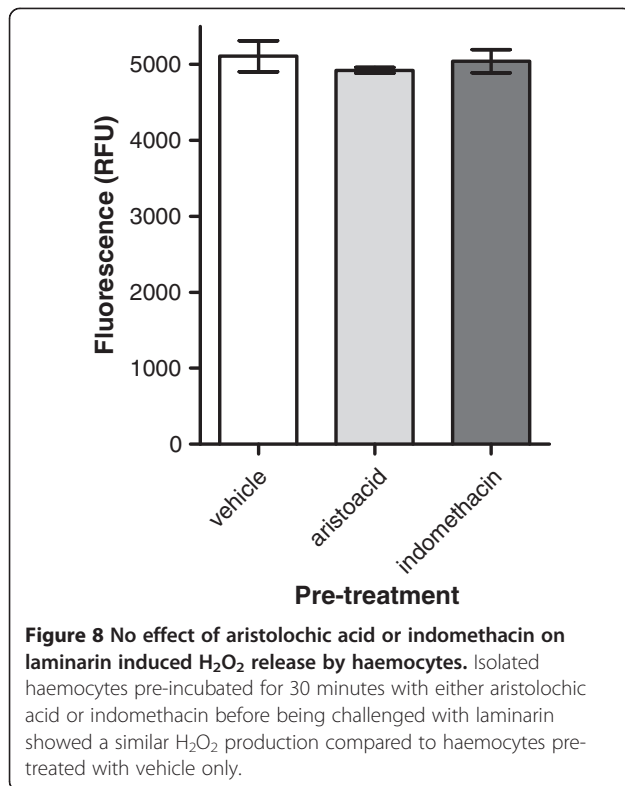 5000
4000
3000
2000
1000
0
Fluorescence (RFU)
vehicle
aristoacid
indomethacin
Pre-treatment
Figure 8 No effect of aristolochic acid or indomethacin on
laminarin induced H₂O₂ release by haemocytes. Isolated
haemocytes pre-incubated for 30 minutes with either aristolochic
acid or indomethacin before being challenged with laminarin
showed a similar H₂O₂ production compared to haemocytes pre-
treated with vehicle only.